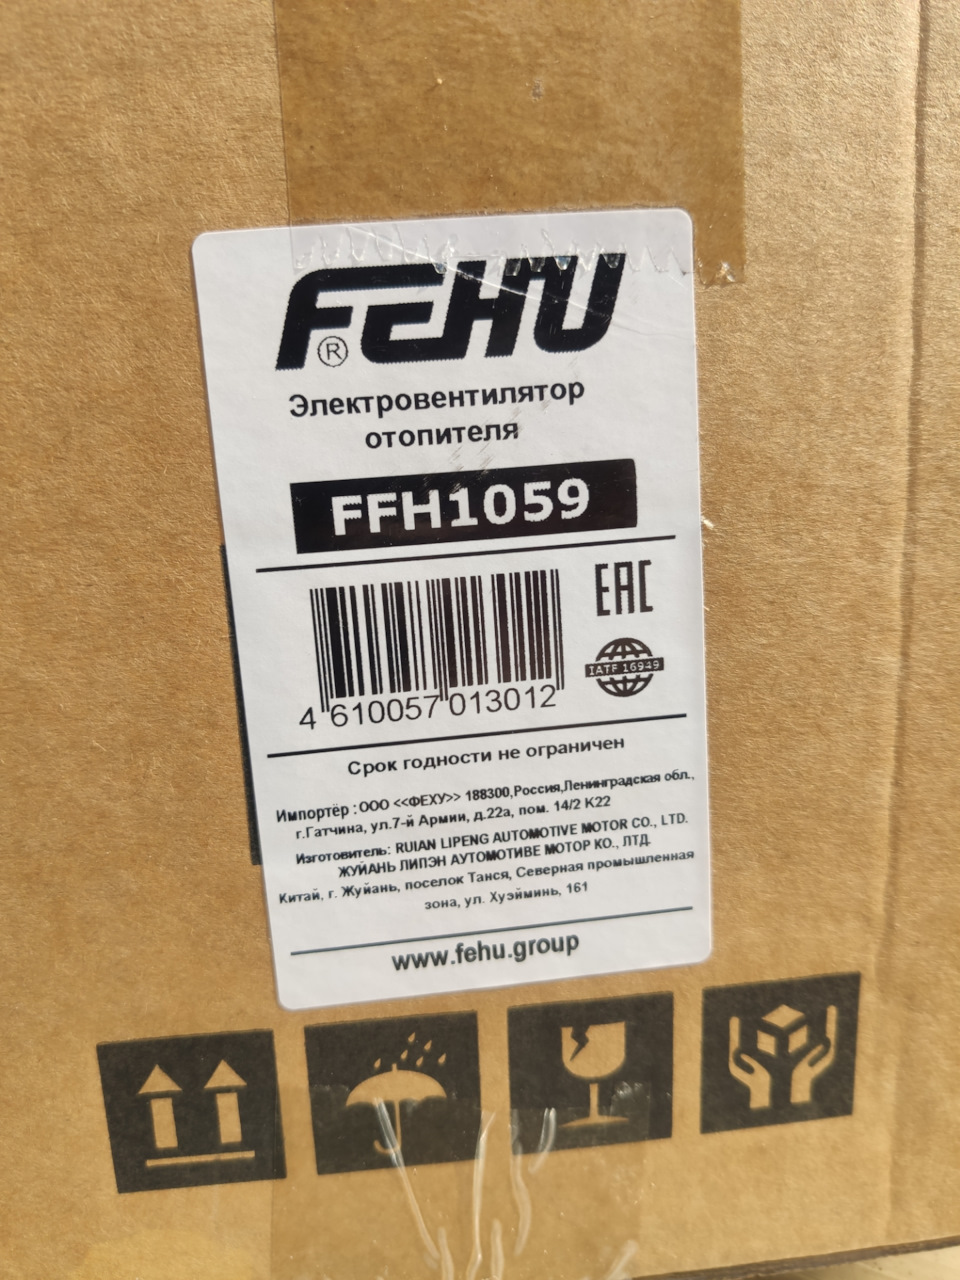 FEHU
®
Электровентилятор
отопителя
FFH1059
EAC
IATF 16949
4 610057 013012
Срок годности не ограничен
Импортёр :ООО <<ФЕХУ>> 188300,Россия,Ленинградская обл.,
г.Гатчина, ул.7-й Армии, д.22а, пом. 14/2 К22
Изготовитель: RUIAN LIPENG AUTOMOTIVE MOTOR CO., LTD.
ЖУЙАНЬ ЛИПЭН АУТОМОТИВЕ МОТОР КО., ЛТД.
Китай, г. Жуйань, поселок Танся, Северная промышленная
зона, ул. Хуэйминь, 161
www.fehu.group